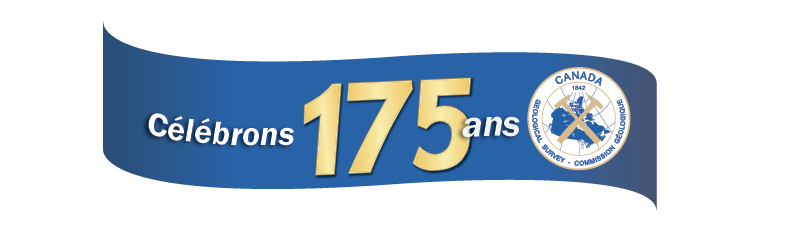 Célébrons 175 ans
CANADA
1842
GEOLOGICAL SURVEY - COMMISSION GÉOLOGIQUE